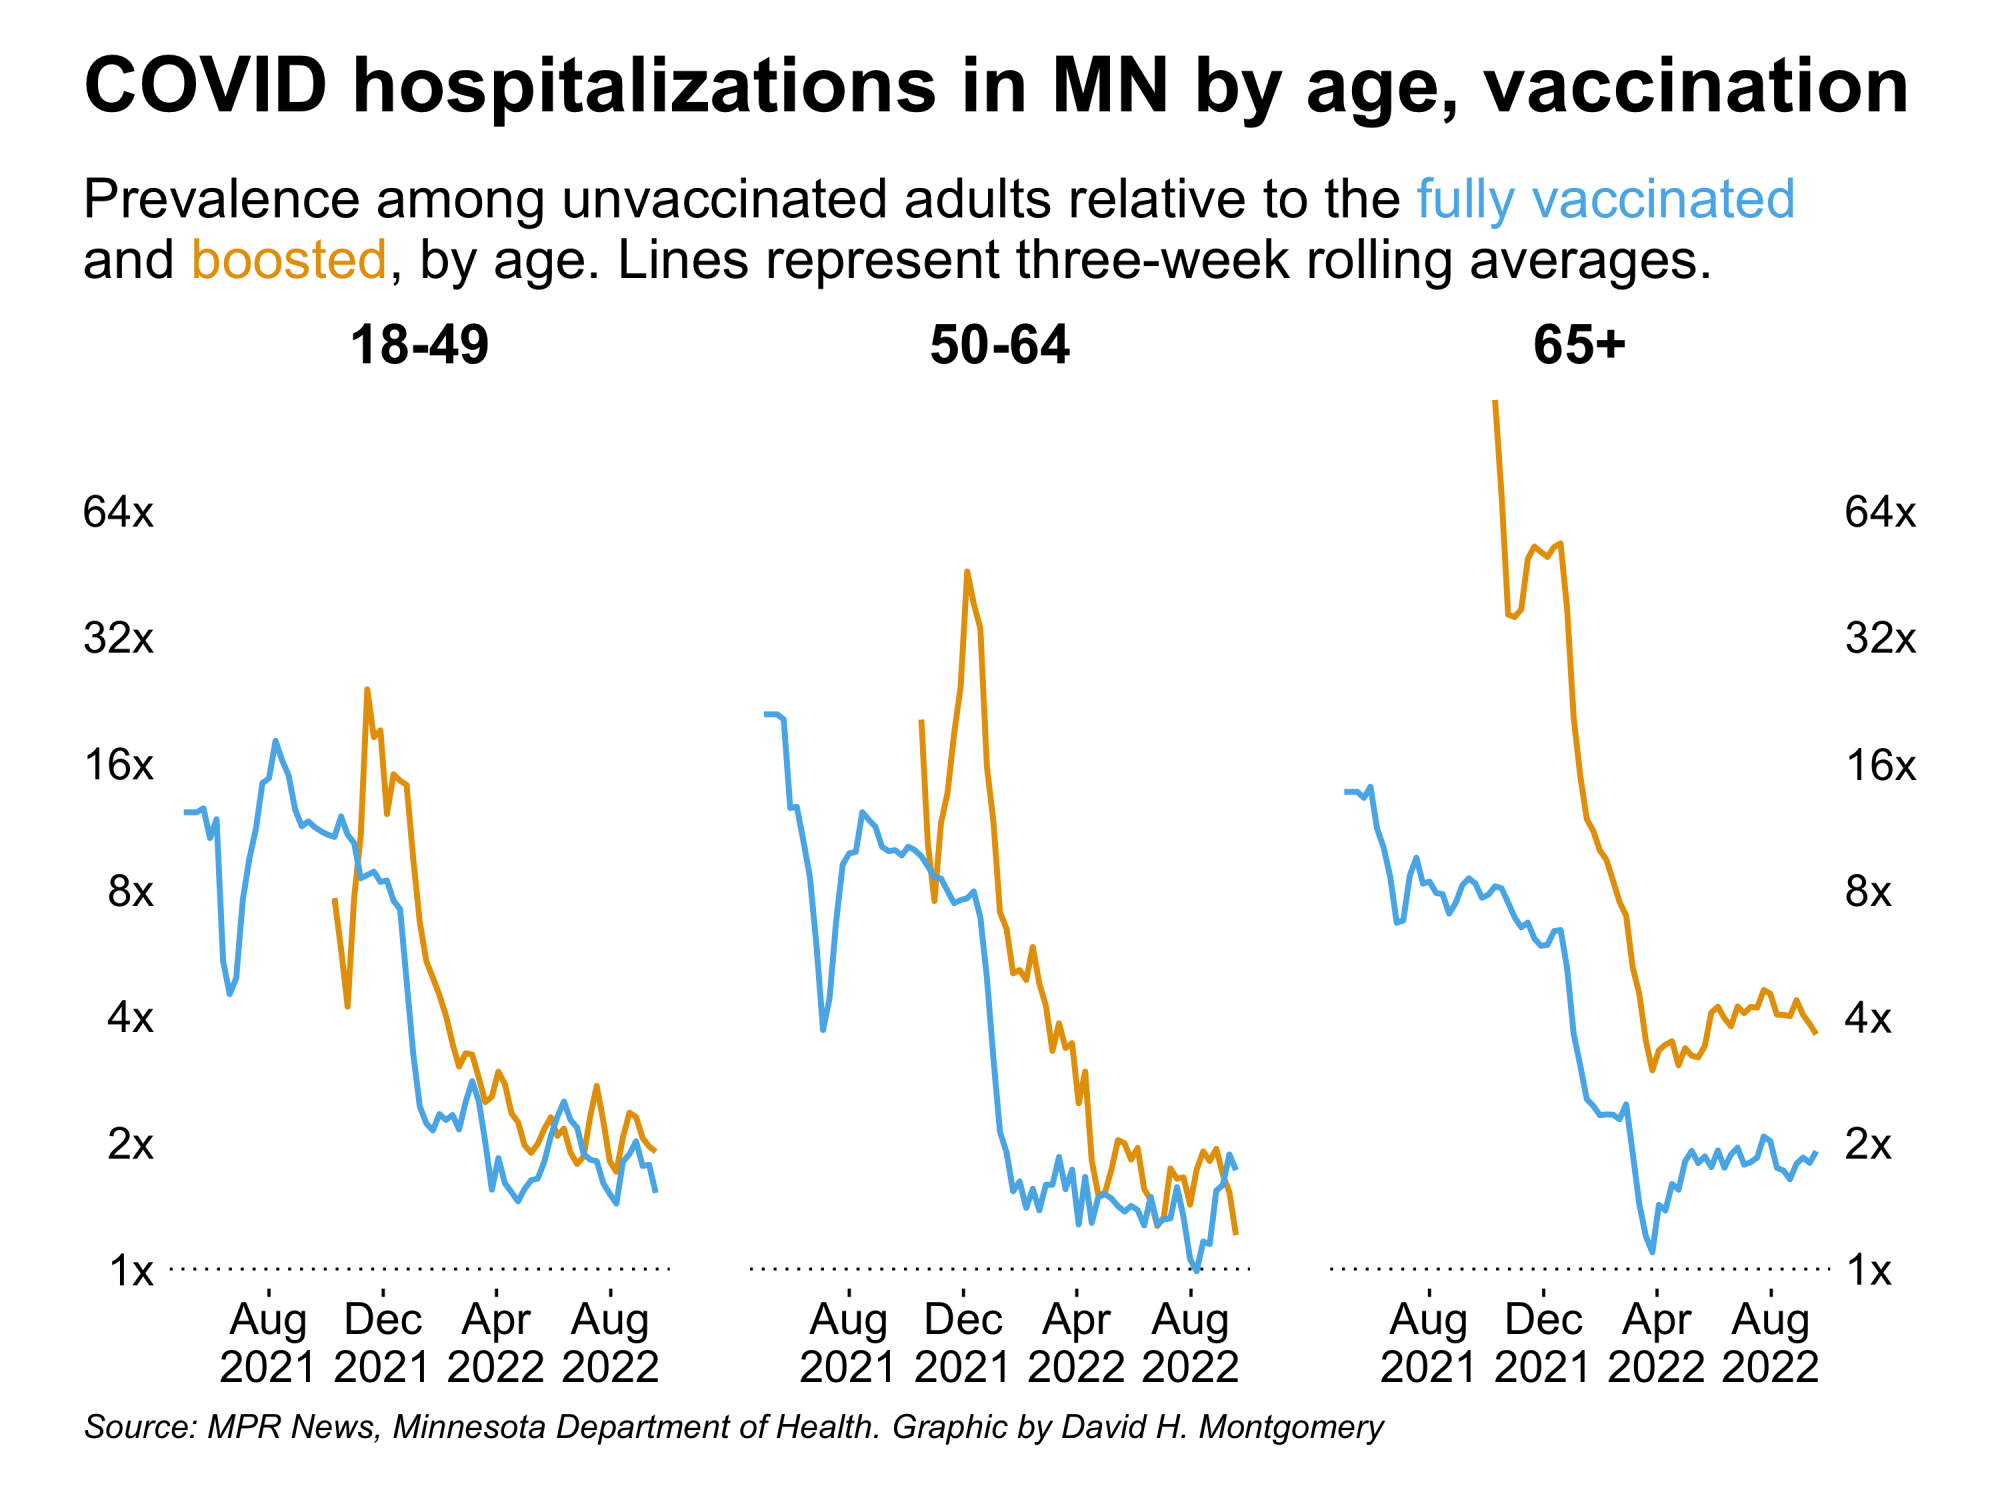 COVID hospitalizations in MN by age, vaccination
Prevalence among unvaccinated adults relative to the fully vaccinated
and boosted, by age. Lines represent three-week rolling averages.
18-49 50-64 65+
64x 64x
32x 32x
16x 16x
8x 8x
4x 4x
2x 2x
1x 1x
Aug Dec Apr Aug Aug Dec Apr Aug Aug Dec Apr Aug
2021 2021 2022 2022 2021 2021 2022 2022 2021 2021 2022 2022
Source: MPR News, Minnesota Department of Health. Graphic by David H. Montgomery